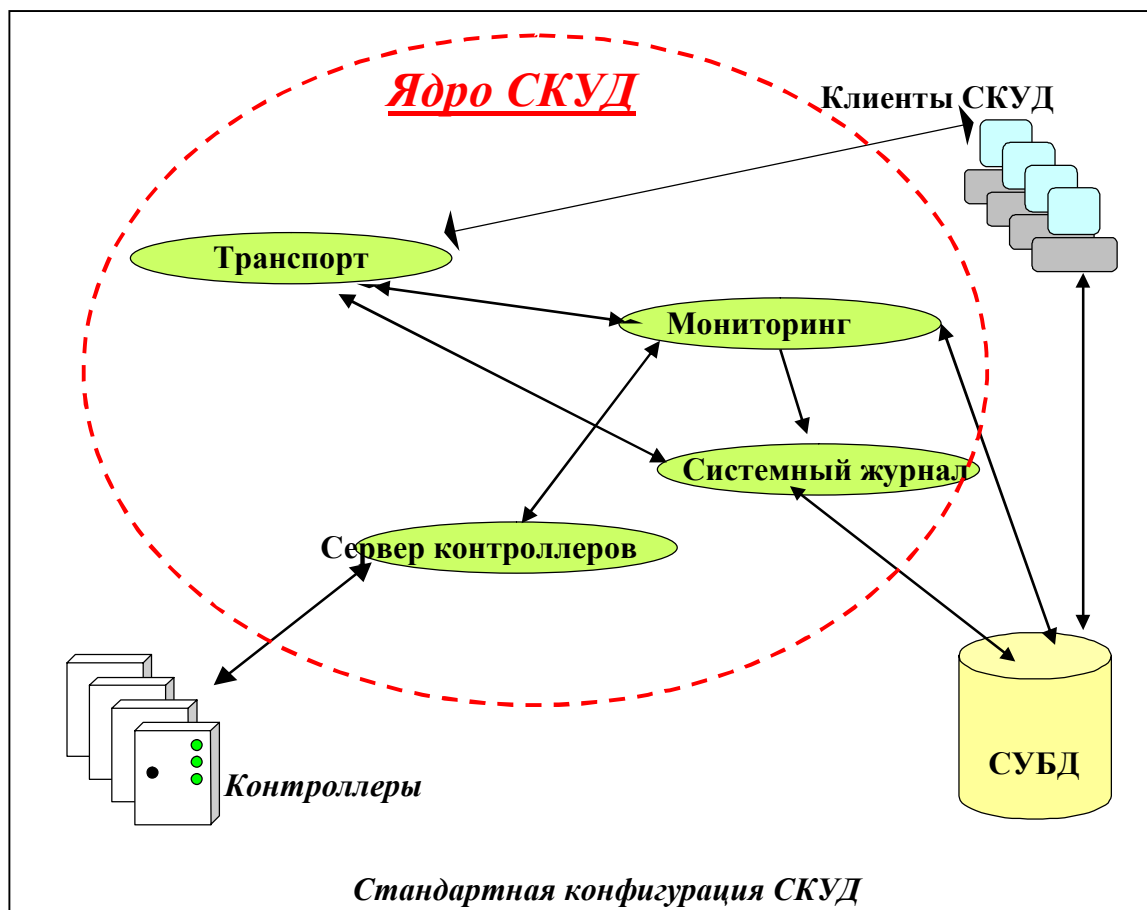 Ядро СКУД
Клиенты СКУД
Транспорт
Мониторинг
Системный журнал
Сервер контроллеров
СУБД
Контроллеры
Стандартная конфигурация СКУД